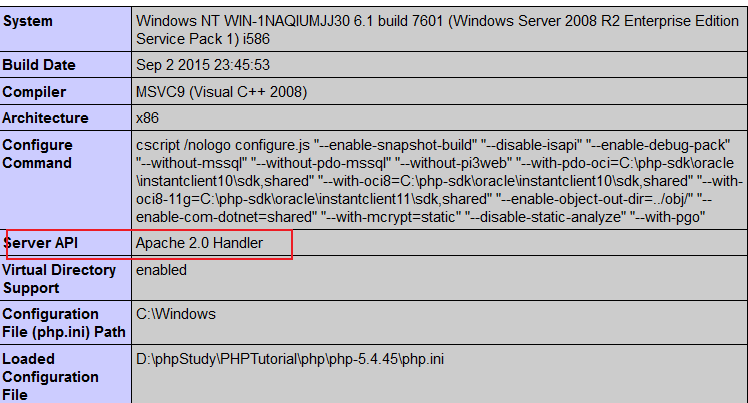 System Windows NT WIN-1NAQIUMJJ30 6.1 build 7601 (Windows Server 2008 R2 Enterprise Edition
Service Pack 1) i586
Build Date Sep 2 2015 23:45:53
Compiler MSVC9 (Visual C++ 2008)
Architecture x86
Configure cscript /nologo configure.js "--enable-snapshot-build" "--disable-isapi" "--enable-debug-pack"
Command "--without-mssql" "--without-pdo-mssql" "--without-pi3web" "--with-pdo-oci=C:\php-sdk\oracle
\instantclient10\sdk,shared" "--with-oci8=C:\php-sdk\oracle\instantclient10\sdk,shared" "--with-
oci8-11g=C:\php-sdk\oracle\instantclient11\sdk,shared" "--enable-object-out-dir=../obj/" "--
enable-com-dotnet=shared" "--with-mcrypt=static" "--disable-static-analyze" "--with-pgo"
Server API Apache 2.0 Handler
Virtual Directory enabled
Support
Configuration C:\Windows
File (php.ini) Path
Loaded D:\phpStudy\PHPTutorial\php\php-5.4.45\php.ini
Configuration
File